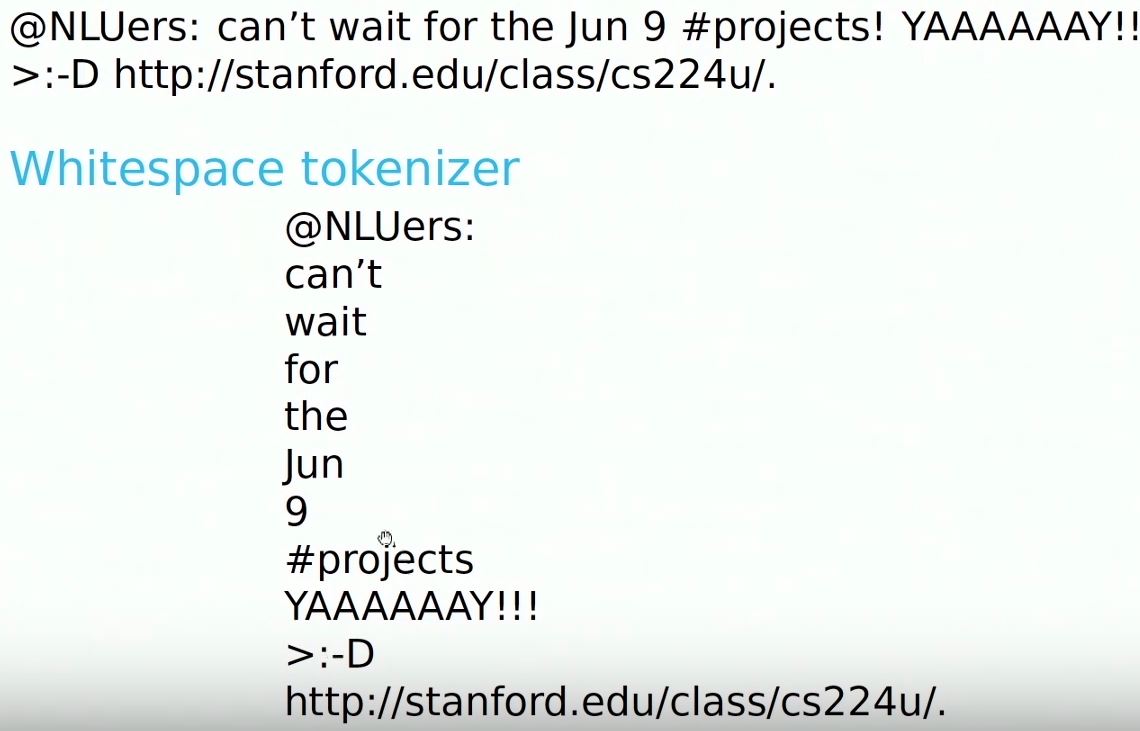 @NLUers: can’t wait for the Jun 9 #projects! YAAAAAAY!!
>:-D http://stanford.edu/class/cs224u/.
Whitespace tokenizer
@NLUers:
can’t
wait
for
the
Jun
9
#projects
YAAAAAAY!!!
>:-D
http://stanford.edu/class/cs224u/.